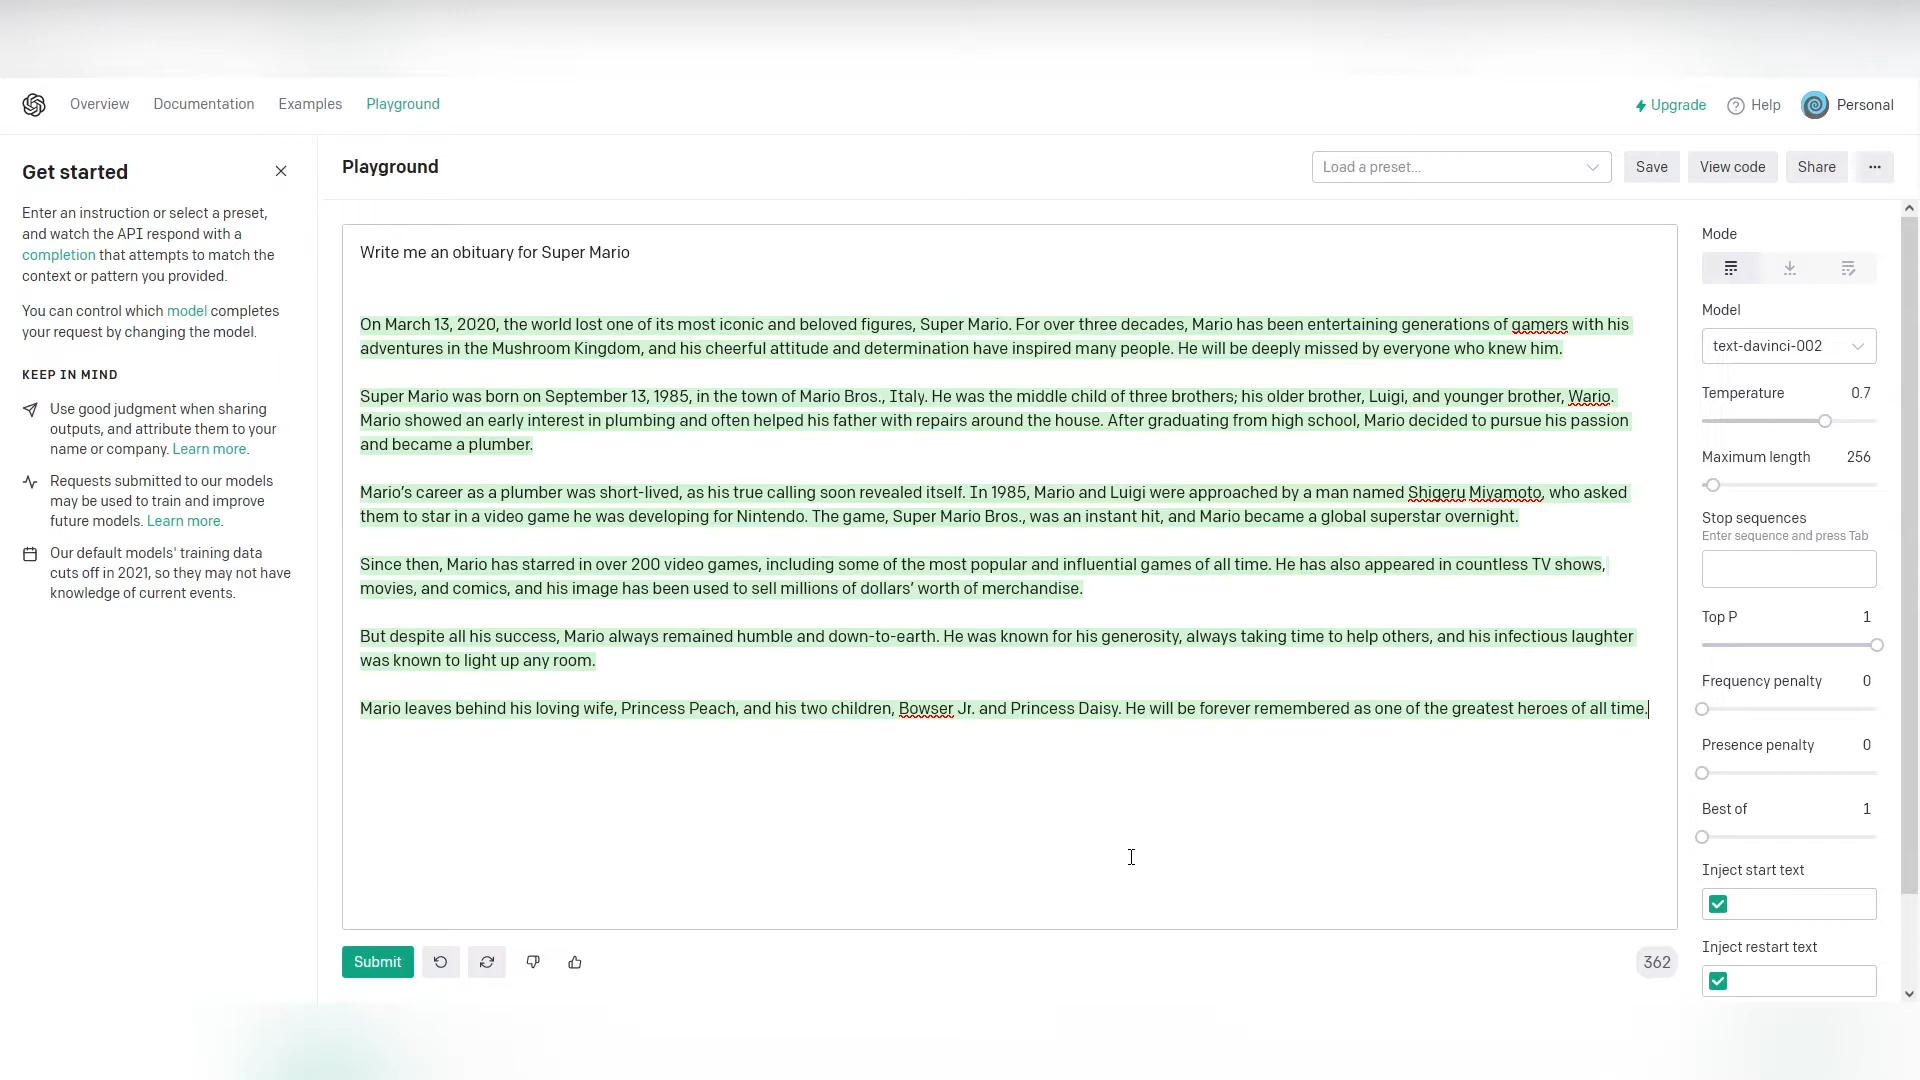 Overview Documentation Examples Playground
Upgrade Help Personal
Get started
Enter an instruction or select a preset,
and watch the API respond with a
completion that attempts to match the
context or pattern you provided.
You can control which model completes
your request by changing the model.
KEEP IN MIND
Use good judgment when sharing
outputs, and attribute them to your
name or company. Learn more.
Requests submitted to our models
may be used to train and improve
future models. Learn more.
Our default models' training data
cuts off in 2021, so they may not have
knowledge of current events.
Playground
Load a preset...
Save
View code
Share
...
Write me an obituary for Super Mario
On March 13, 2020, the world lost one of its most iconic and beloved figures, Super Mario. For over three decades, Mario has been entertaining generations of gamers with his
adventures in the Mushroom Kingdom, and his cheerful attitude and determination have inspired many people. He will be deeply missed by everyone who knew him.
Super Mario was born on September 13, 1985, in the town of Mario Bros., Italy. He was the middle child of three brothers; his older brother, Luigi, and younger brother, Wario.
Mario showed an early interest in plumbing and often helped his father with repairs around the house. After graduating from high school, Mario decided to pursue his passion
and became a plumber.
Mario's career as a plumber was short-lived, as his true calling soon revealed itself. In 1985, Mario and Luigi were approached by a man named Shigeru Miyamoto, who asked
them to star in a video game he was developing for Nintendo. The game, Super Mario Bros., was an instant hit, and Mario became a global superstar overnight.
Since then, Mario has starred in over 200 video games, including some of the most popular and influential games of all time. He has also appeared in countless TV shows,
movies, and comics, and his image has been used to sell millions of dollars' worth of merchandise.
But despite all his success, Mario always remained humble and down-to-earth. He was known for his generosity, always taking time to help others, and his infectious laughter
was known to light up any room.
Mario leaves behind his loving wife, Princess Peach, and his two children, Bowser Jr. and Princess Daisy. He will be forever remembered as one of the greatest heroes of all time.
Submit
362
Mode
Model
text-davinci-002
Temperature 0.7
Maximum length 256
Stop sequences
Enter sequence and press Tab
Top P 1
Frequency penalty 0
Presence penalty 0
Best of 1
Inject start text
Inject restart text